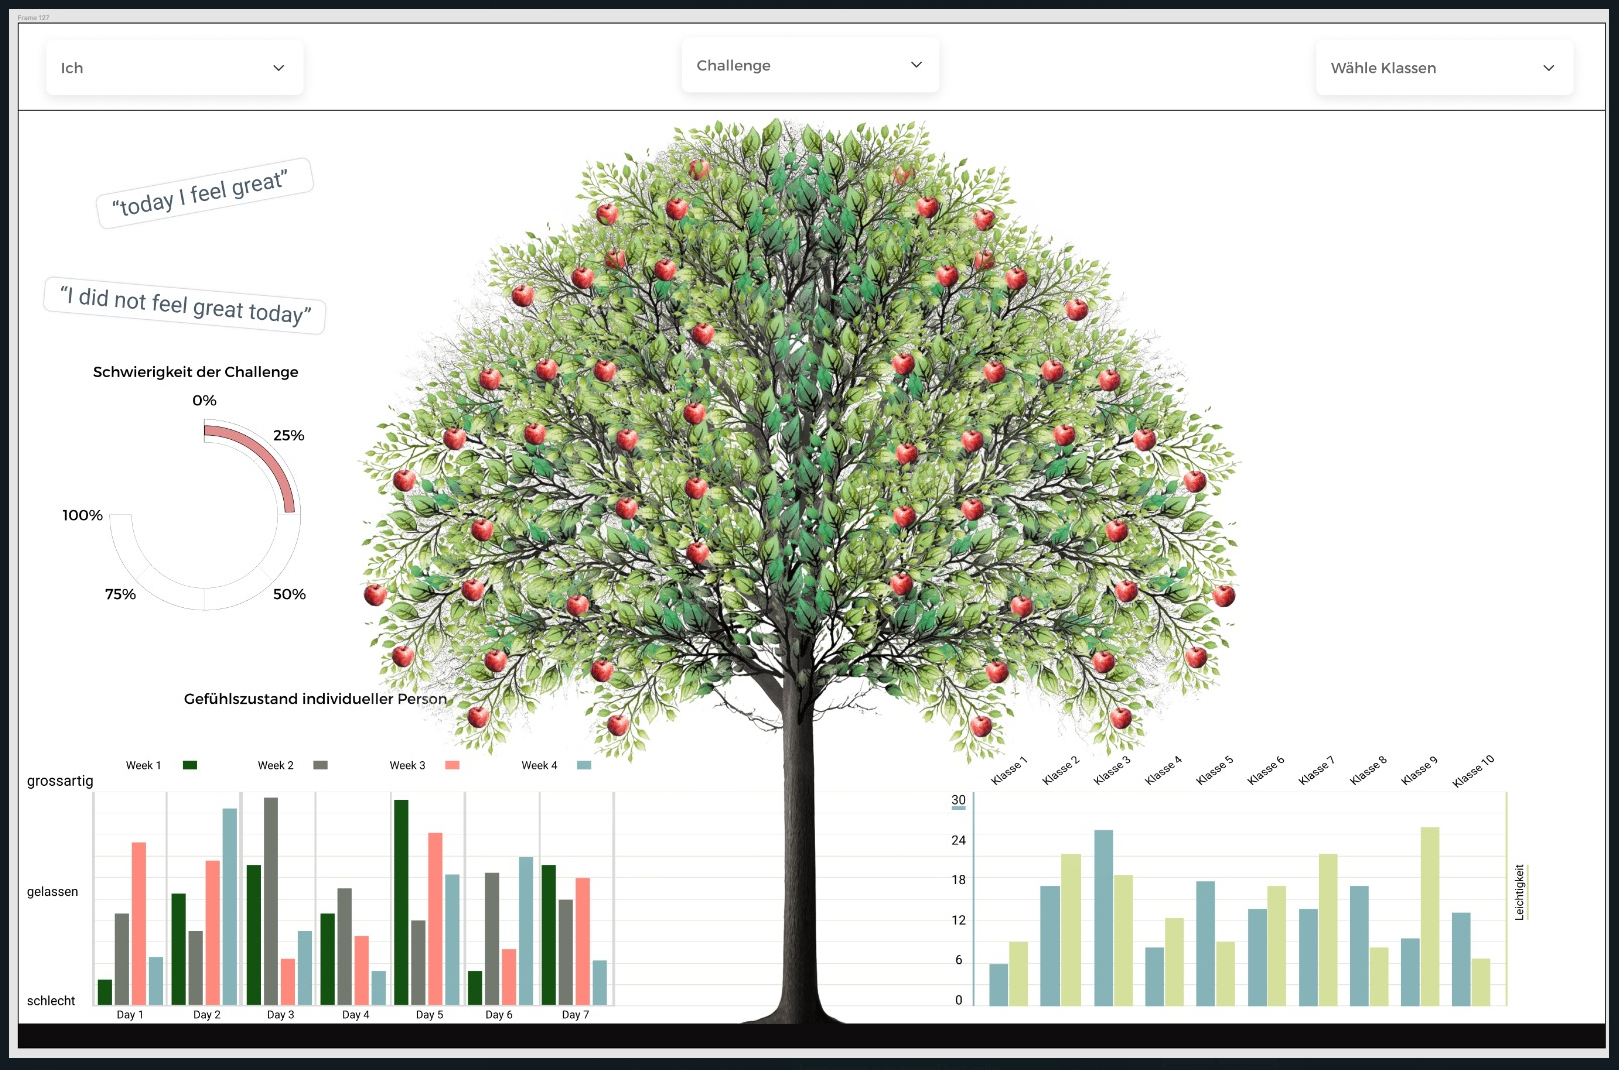 Frame 127
Ich
Challenge
Wähle Klassen
“today I feel great”
“I did not feel great today”
Schwierigkeit der Challenge
0%
25%
100%
75%
50%
Gefühlszustand individueller Person
Week 1
Week 2
Week 3
Week 4
grossartig
gelassen
schlecht
Day 1
Day 2
Day 3
Day 4
Day 5
Day 6
Day 7
Klasse 1
Klasse 2
Klasse 3
Klasse 4
Klasse 5
Klasse 6
Klasse 7
Klasse 8
Klasse 9
Klasse 10
30
24
18
12
6
0
Leichtigkeit